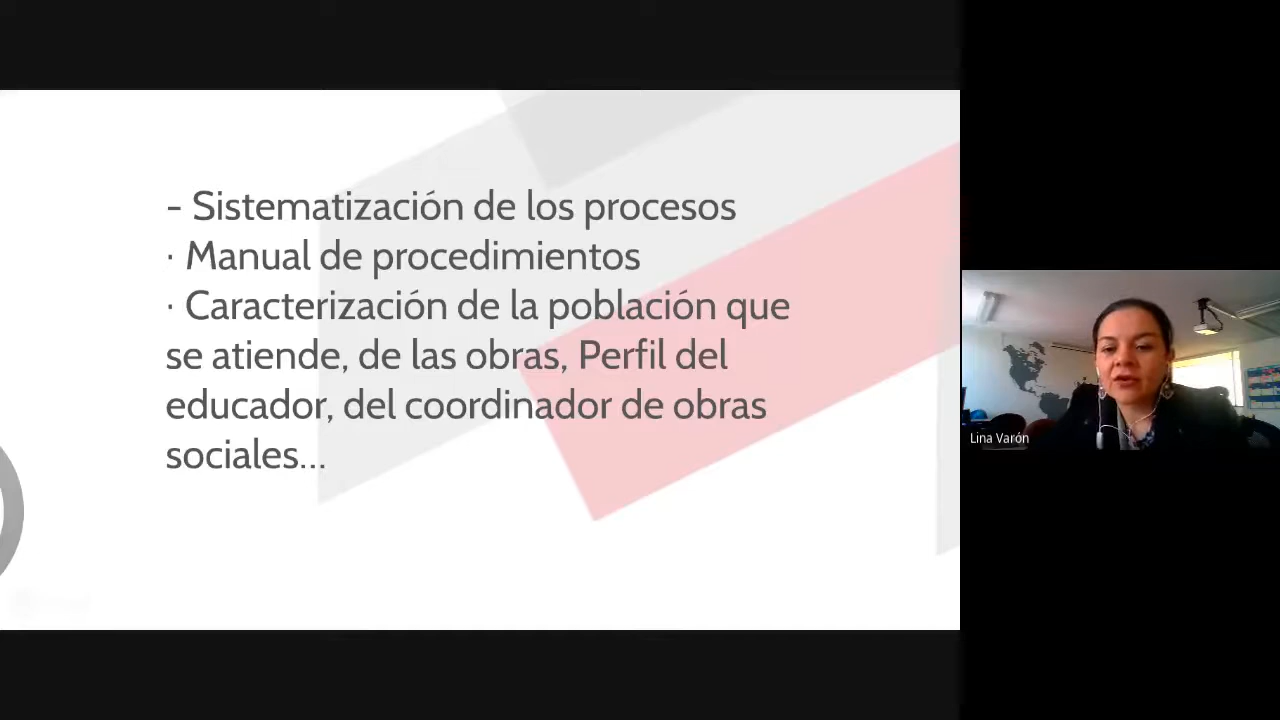 - Sistematización de los procesos
· Manual de procedimientos
· Caracterización de la población que
se atiende, de las obras, Perfil del
educador, del coordinador de obras
sociales...
Lina Varón